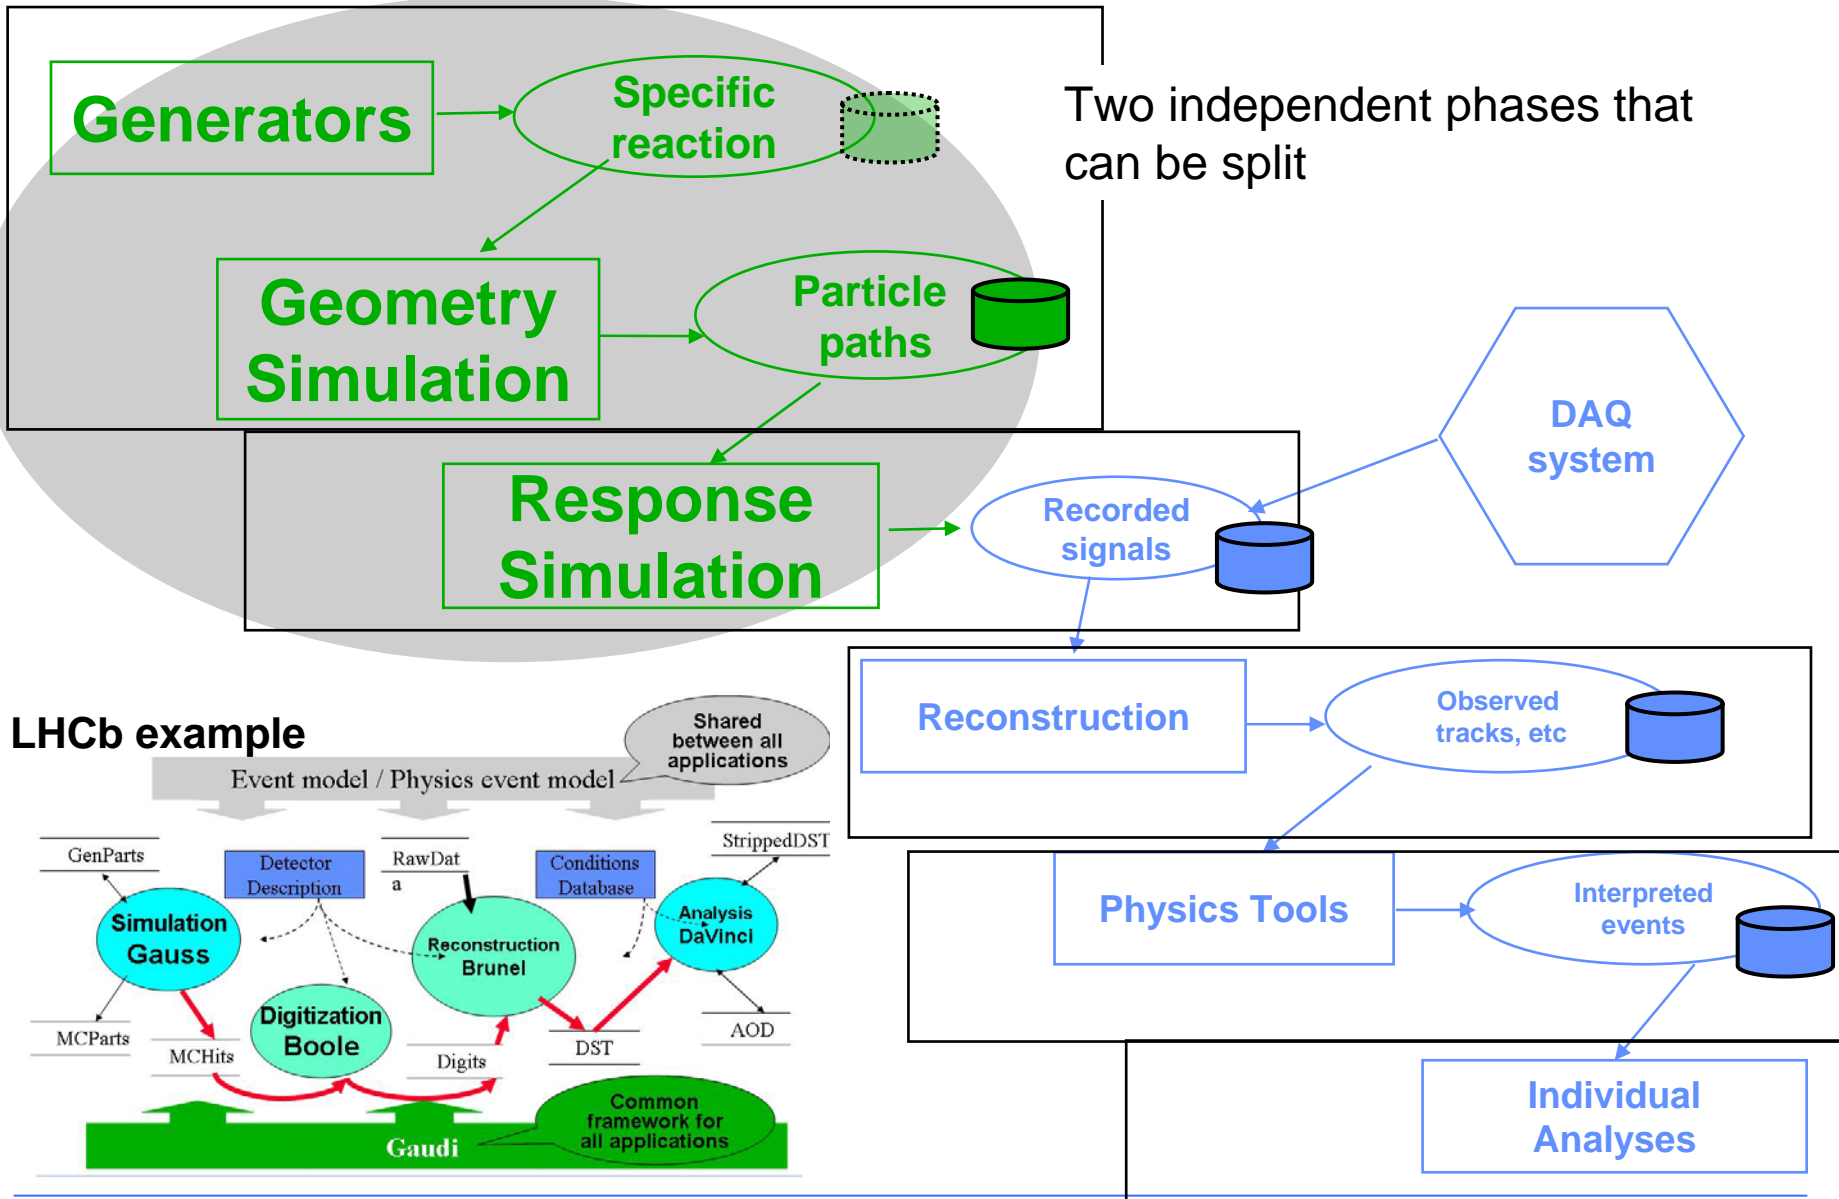 Generators
Specific
reaction
Two independent phases that
can be split
Geometry
Simulation
Particle
paths
DAQ
system
Response
Simulation
Recorded
signals
Reconstruction
Observed
tracks, etc
Physics Tools
Interpreted
events
Individual
Analyses
LHCb example
Shared
between all
applications
Event model / Physics event model
GenParts
Detector
Description
RawDat
a
Conditions
Database
StrippedDST
Simulation
Gauss
Reconstruction
Brunel
Analysis
DaVinci
Digitization
Boole
MCParts
MCHits
Digits
DST
AOD
Common
framework for
all applications
Gaudi